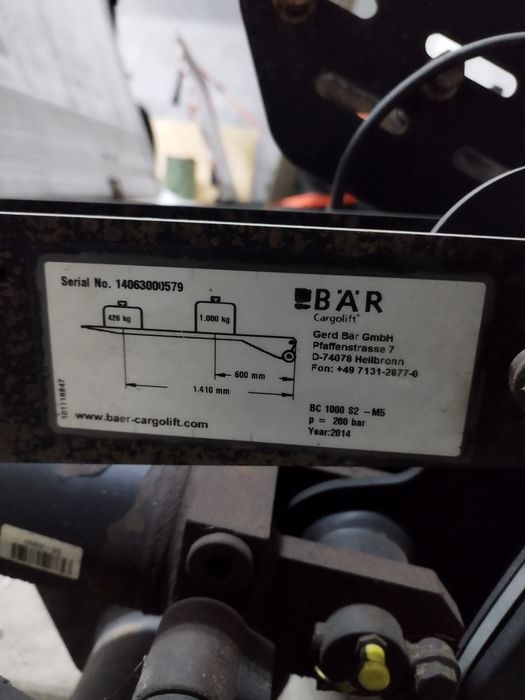 Serial No. 14063000579
BÄR
Cargolift
426 kg
1.000 kg
Gerd Bär GmbH
Pfaffenstrasse 7
D-74078 Heilbronn
Fon: +49 7131-2877-0
600 mm
1.410 mm
101118847
www.baer-cargolift.com
BC 1000 S2 - M5
p = 200 bar
Year:2014